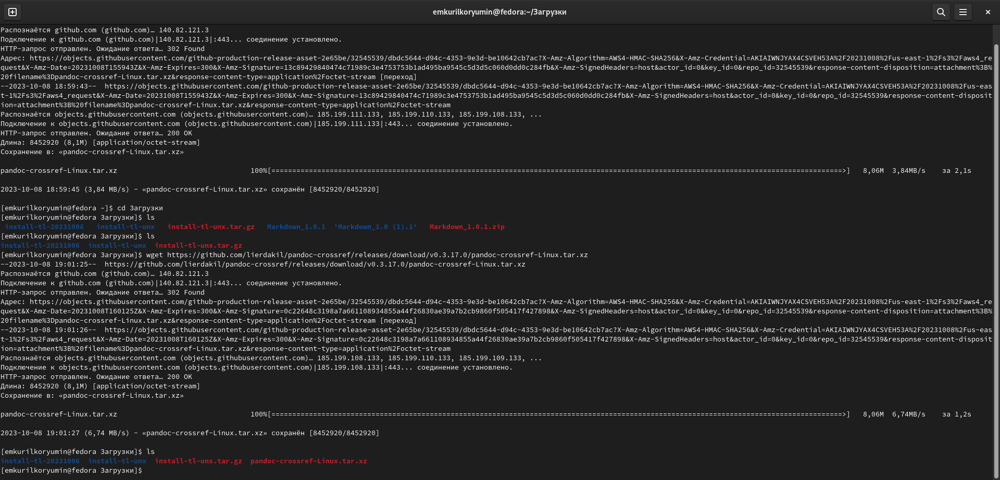 emkurilkoryumin@fedora:~/Загрузки
Распознаётся github.com (github.com)… 140.82.121.3
Подключение к github.com (github.com)|140.82.121.3|:443... соединение установлено.
HTTP-запрос отправлен. Ожидание ответа… 302 Found
Адрес: https://objects.githubusercontent.com/github-production-release-asset-2e65be/32545539/dbdc5644-d94c-4353-9e3d-be10642cb7ac?X-Amz-Algorithm=AWS4-HMAC-SHA256&X-Amz-Credential=AKIAIWNJYAX4CSVEH53A%2F20231008%2Fus-east-1%2Fs3%2Faws4_re
quest&X-Amz-Date=20231008T155943Z&X-Amz-Expires=300&X-Amz-Signature=13c89429840474c71989c3e4753753b1ad495ba9545c5d3d5c060d0dd0c284fb&X-Amz-SignedHeaders=host&actor_id=0&key_id=0&repo_id=32545539&response-content-disposition=attachment%3B%
20filename%3Dpandoc-crossref-Linux.tar.xz&response-content-type=application%2Foctet-stream [переход]
--2023-10-08 18:59:43--  https://objects.githubusercontent.com/github-production-release-asset-2e65be/32545539/dbdc5644-d94c-4353-9e3d-be10642cb7ac?X-Amz-Algorithm=AWS4-HMAC-SHA256&X-Amz-Credential=AKIAIWNJYAX4CSVEH53A%2F20231008%2Fus-eas
t-1%2Fs3%2Faws4_request&X-Amz-Date=20231008T155943Z&X-Amz-Expires=300&X-Amz-Signature=13c89429840474c71989c3e4753753b1ad495ba9545c5d3d5c060d0dd0c284fb&X-Amz-SignedHeaders=host&actor_id=0&key_id=0&repo_id=32545539&response-content-disposit
ion=attachment%3B%20filename%3Dpandoc-crossref-Linux.tar.xz&response-content-type=application%2Foctet-stream
Распознаётся objects.githubusercontent.com (objects.githubusercontent.com)… 185.199.111.133, 185.199.110.133, 185.199.108.133, ...
Подключение к objects.githubusercontent.com (objects.githubusercontent.com)|185.199.111.133|:443... соединение установлено.
HTTP-запрос отправлен. Ожидание ответа… 200 OK
Длина: 8452920 (8,1M) [application/octet-stream]
Сохранение в: «pandoc-crossref-Linux.tar.xz»
pandoc-crossref-Linux.tar.xz 100%[=========================================================================================================================================>] 8,06M 3,84MB/s за 2,1s
2023-10-08 18:59:45 (3,84 MB/s) - «pandoc-crossref-Linux.tar.xz» сохранён [8452920/8452920]
[emkurilkoryumin@fedora ~]$ cd Загрузки
[emkurilkoryumin@fedora Загрузки]$ ls
install-tl-20231006 install-tl-unx install-tl-unx.tar.gz Markdown_1.0.1 'Markdown_1.0 (1).1' Markdown_1.0.1.zip
[emkurilkoryumin@fedora Загрузки]$ ls
install-tl-20231006 install-tl-unx install-tl-unx.tar.gz
[emkurilkoryumin@fedora Загрузки]$ wget https://github.com/lierdakil/pandoc-crossref/releases/download/v0.3.17.0/pandoc-crossref-Linux.tar.xz
--2023-10-08 19:01:25--  https://github.com/lierdakil/pandoc-crossref/releases/download/v0.3.17.0/pandoc-crossref-Linux.tar.xz
Распознаётся github.com (github.com)… 140.82.121.3
Подключение к github.com (github.com)|140.82.121.3|:443... соединение установлено.
HTTP-запрос отправлен. Ожидание ответа… 302 Found
Адрес: https://objects.githubusercontent.com/github-production-release-asset-2e65be/32545539/dbdc5644-d94c-4353-9e3d-be10642cb7ac?X-Amz-Algorithm=AWS4-HMAC-SHA256&X-Amz-Credential=AKIAIWNJYAX4CSVEH53A%2F20231008%2Fus-east-1%2Fs3%2Faws4_re
quest&X-Amz-Date=20231008T160125Z&X-Amz-Expires=300&X-Amz-Signature=0c22648c3198a7a661108934855a44f26830ae39a7b2cb9860f505417f427898&X-Amz-SignedHeaders=host&actor_id=0&key_id=0&repo_id=32545539&response-content-disposition=attachment%3B%
20filename%3Dpandoc-crossref-Linux.tar.xz&response-content-type=application%2Foctet-stream [переход]
--2023-10-08 19:01:26--  https://objects.githubusercontent.com/github-production-release-asset-2e65be/32545539/dbdc5644-d94c-4353-9e3d-be10642cb7ac?X-Amz-Algorithm=AWS4-HMAC-SHA256&X-Amz-Credential=AKIAIWNJYAX4CSVEH53A%2F20231008%2Fus-eas
t-1%2Fs3%2Faws4_request&X-Amz-Date=20231008T160125Z&X-Amz-Expires=300&X-Amz-Signature=0c22648c3198a7a661108934855a44f26830ae39a7b2cb9860f505417f427898&X-Amz-SignedHeaders=host&actor_id=0&key_id=0&repo_id=32545539&response-content-disposit
ion=attachment%3B%20filename%3Dpandoc-crossref-Linux.tar.xz&response-content-type=application%2Foctet-stream
Распознаётся objects.githubusercontent.com (objects.githubusercontent.com)… 185.199.108.133, 185.199.110.133, 185.199.109.133, ...
Подключение к objects.githubusercontent.com (objects.githubusercontent.com)|185.199.108.133|:443... соединение установлено.
HTTP-запрос отправлен. Ожидание ответа… 200 OK
Длина: 8452920 (8,1M) [application/octet-stream]
Сохранение в: «pandoc-crossref-Linux.tar.xz»
pandoc-crossref-Linux.tar.xz 100%[=========================================================================================================================================>] 8,06M 6,74MB/s за 1,2s
2023-10-08 19:01:27 (6,74 MB/s) - «pandoc-crossref-Linux.tar.xz» сохранён [8452920/8452920]
[emkurilkoryumin@fedora Загрузки]$ ls
install-tl-20231006 install-tl-unx install-tl-unx.tar.gz pandoc-crossref-Linux.tar.xz
[emkurilkoryumin@fedora Загрузки]$